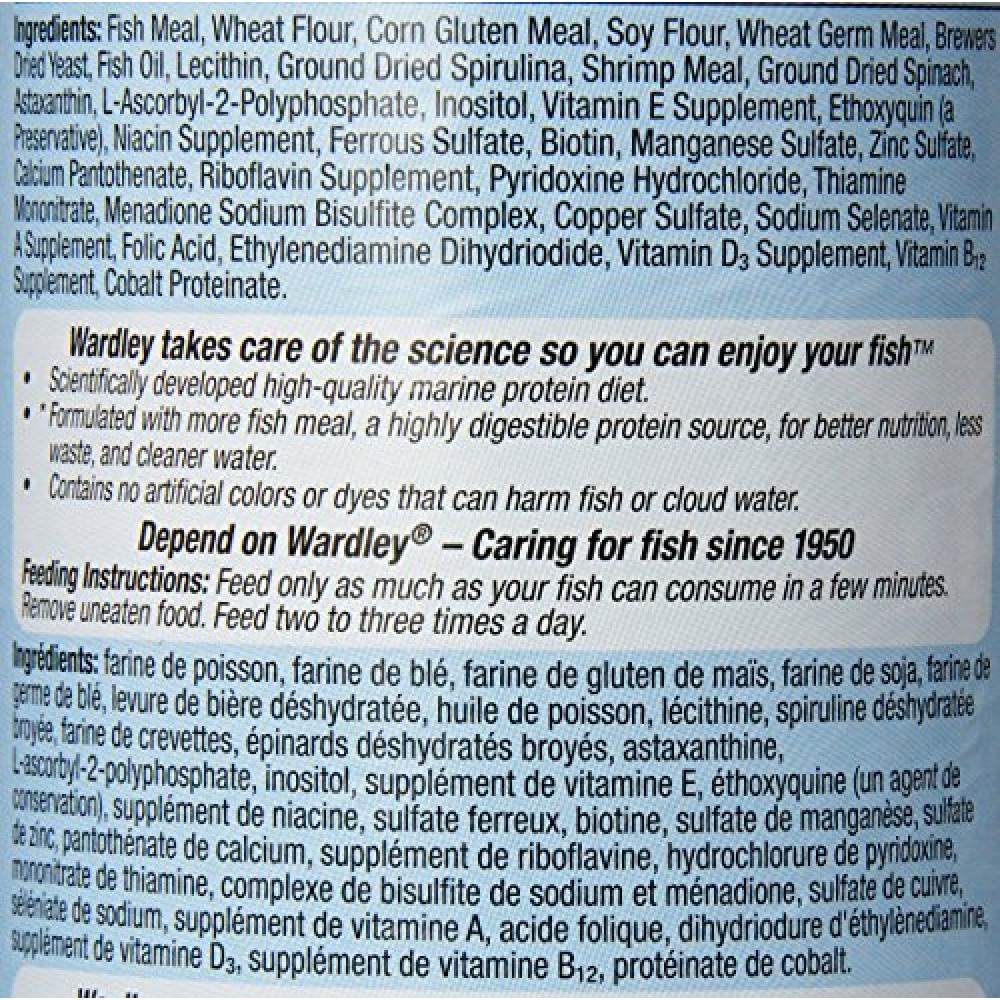 Ingredients: Fish Meal, Wheat Flour, Corn Gluten Meal, Soy Flour, Wheat Germ Meal, Brewers
Dried Yeast, Fish Oil, Lecithin, Ground Dried Spirulina, Shrimp Meal, Ground Dried Spinach,
Astaxanthin, L-Ascorbyl-2-Polyphosphate, Inositol, Vitamin E Supplement, Ethoxyquin (a
Preservative), Niacin Supplement, Ferrous Sulfate, Biotin, Manganese Sulfate, Zinc Sulfate,
Calcium Pantothenate, Riboflavin Supplement, Pyridoxine Hydrochloride, Thiamine
Mononitrate, Menadione Sodium Bisulfite Complex, Copper Sulfate, Sodium Selenate, Vitamin
A Supplement, Folic Acid, Ethylenediamine Dihydriodide, Vitamin D₃ Supplement, Vitamin B₁₂
Supplement, Cobalt Proteinate.
Wardley takes care of the science so you can enjoy your fish™
• Scientifically developed high-quality marine protein diet.
• *Formulated with more fish meal, a highly digestible protein source, for better nutrition, less
waste, and cleaner water.
• Contains no artificial colors or dyes that can harm fish or cloud water.
Depend on Wardley® – Caring for fish since 1950
Feeding Instructions: Feed only as much as your fish can consume in a few minutes.
Remove uneaten food. Feed two to three times a day.
Ingrédients: farine de poisson, farine de blé, farine de gluten de maïs, farine de soja, farine de
germe de blé, levure de bière déshydratée, huile de poisson, lécithine, spiruline déshydratée
broyée, farine de crevettes, épinards déshydratés broyés, astaxanthine,
L-ascorbyl-2-polyphosphate, inositol, supplément de vitamine E, éthoxyquine (un agent de
conservation), supplément de niacine, sulfate ferreux, biotine, sulfate de manganèse, sulfate
de zinc, pantothénate de calcium, supplément de riboflavine, hydrochlorure de pyridoxine,
mononitrate de thiamine, complexe de bisulfite de sodium et ménadione, sulfate de cuivre,
séléniate de sodium, supplément de vitamine A, acide folique, dihydriodure d'éthylènediamine,
supplément de vitamine D₃, supplément de vitamine B₁₂, protéinate de cobalt.